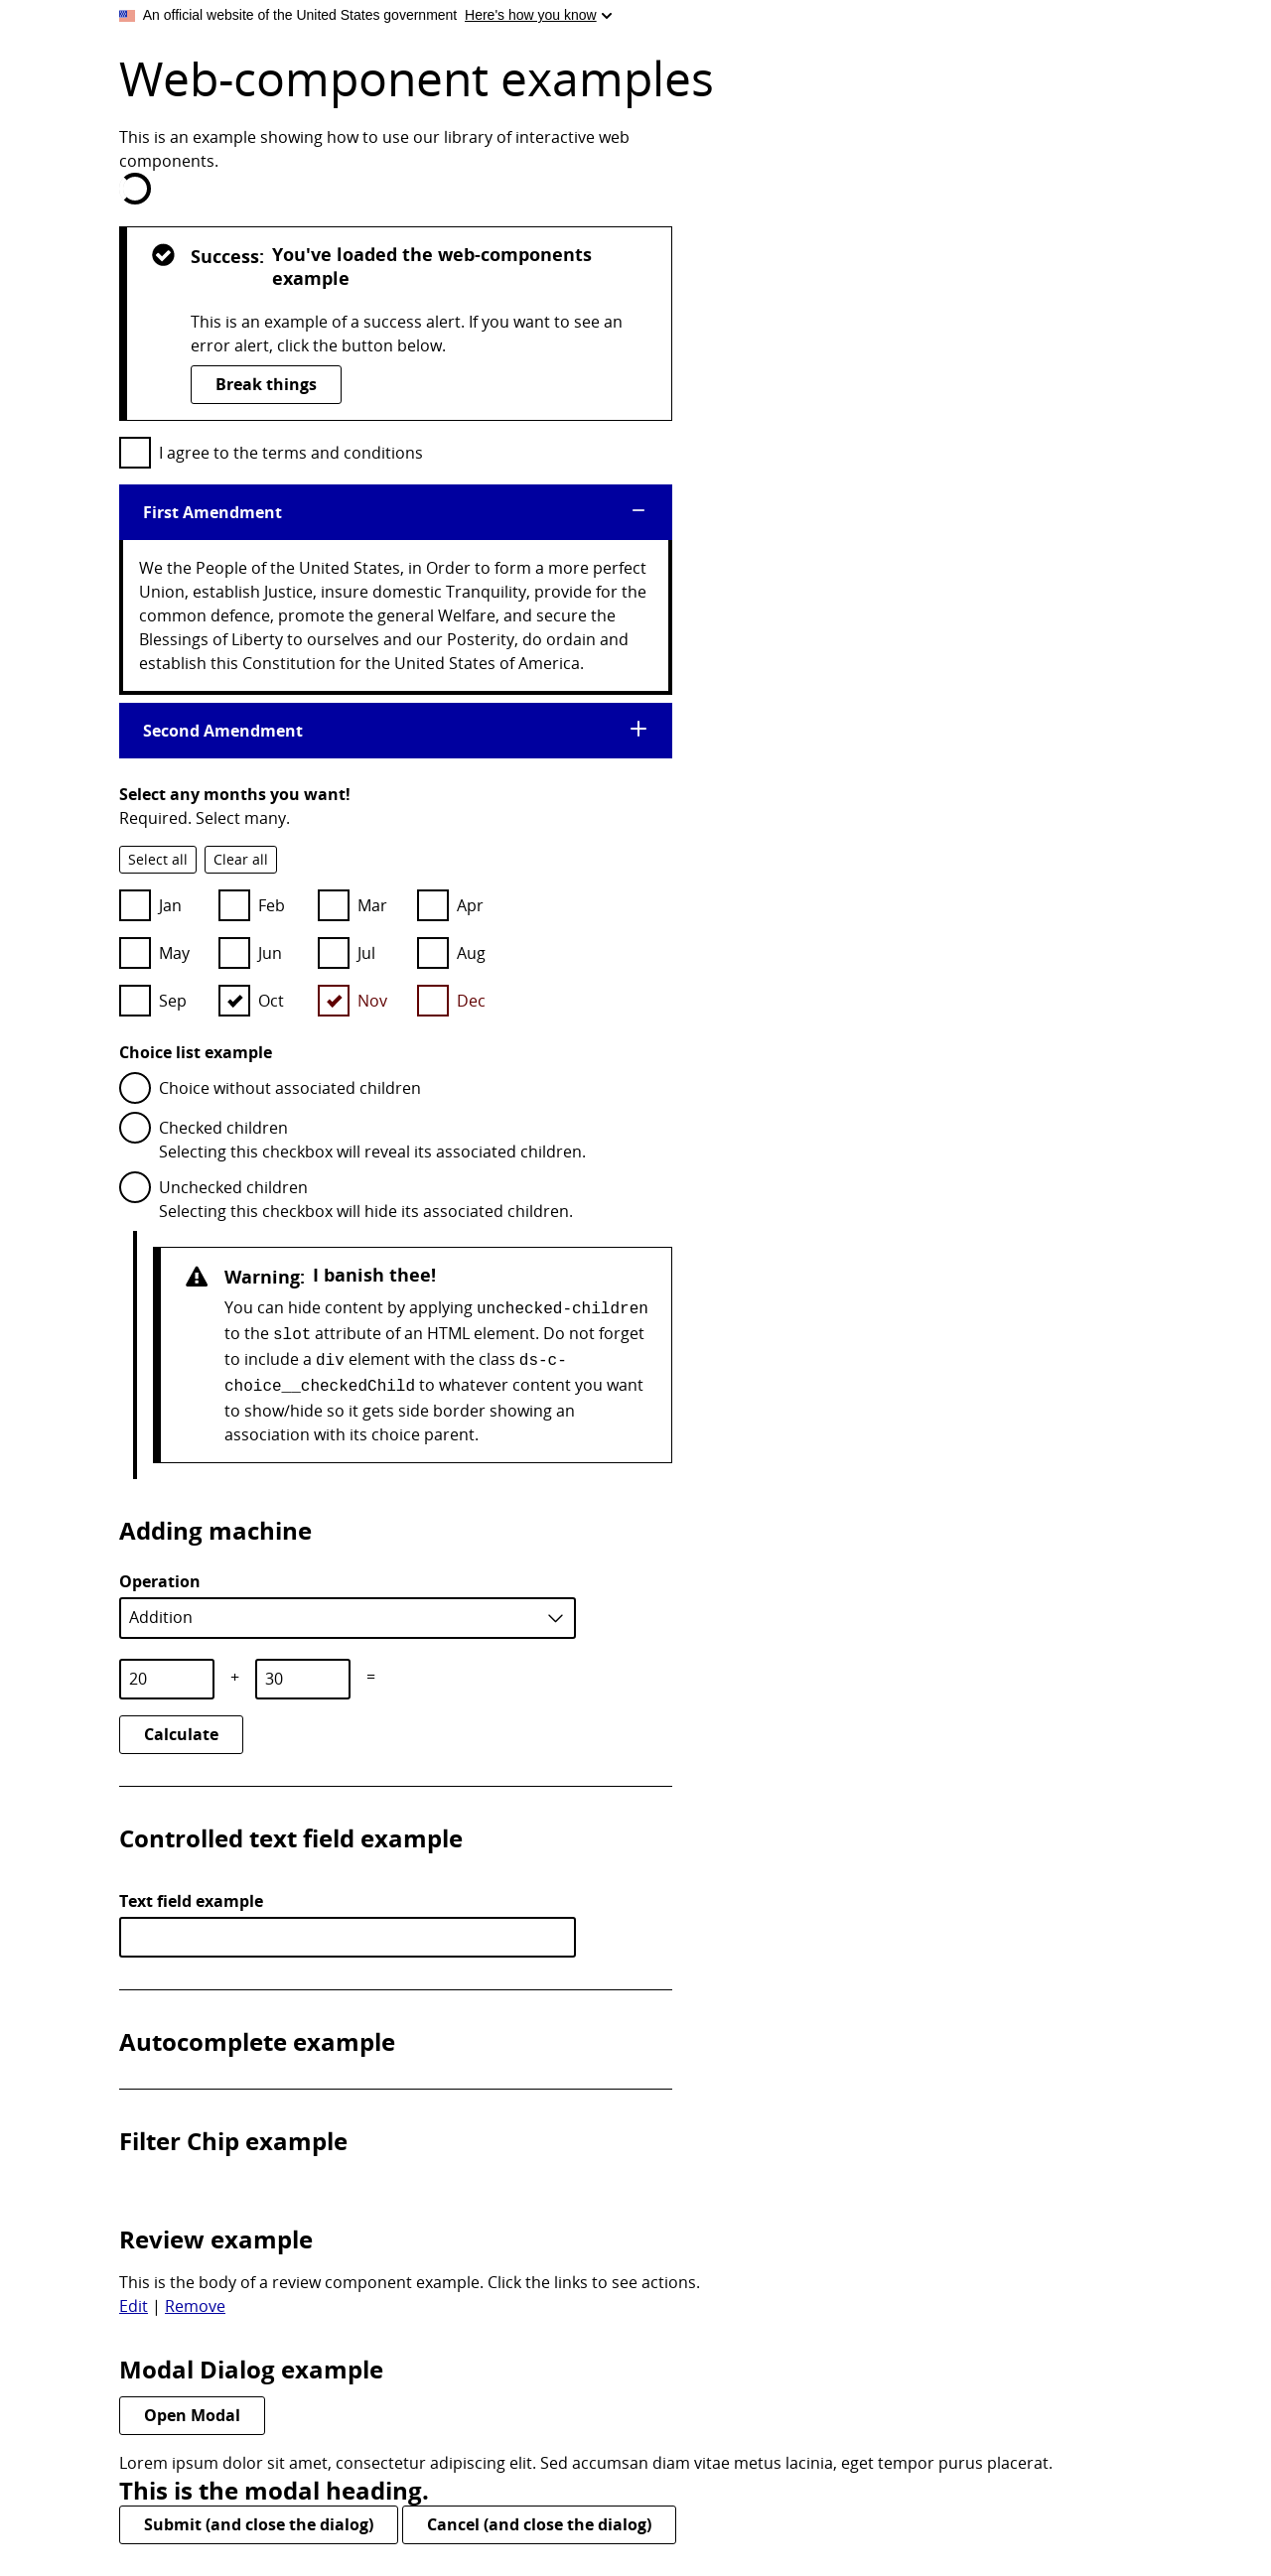 An official website of the United States government Here's how you know
Web-component examples
This is an example showing how to use our library of interactive web
components.
Success: You've loaded the web-components
example
This is an example of a success alert. If you want to see an
error alert, click the button below.
Break things
I agree to the terms and conditions
First Amendment
We the People of the United States, in Order to form a more perfect
Union, establish Justice, insure domestic Tranquility, provide for the
common defence, promote the general Welfare, and secure the
Blessings of Liberty to ourselves and our Posterity, do ordain and
establish this Constitution for the United States of America.
Second Amendment
Select any months you want!
Required. Select many.
Select all Clear all
Jan Feb Mar Apr
May Jun Jul Aug
Sep Oct Nov Dec
Choice list example
Choice without associated children
Checked children
Selecting this checkbox will reveal its associated children.
Unchecked children
Selecting this checkbox will hide its associated children.
Warning: I banish thee!
You can hide content by applying unchecked-children
to the slot attribute of an HTML element. Do not forget
to include a div element with the class ds-c-
choice__checkedChild to whatever content you want
to show/hide so it gets side border showing an
association with its choice parent.
Adding machine
Operation
Addition
20 + 30 =
Calculate
Controlled text field example
Text field example
Autocomplete example
Filter Chip example
Review example
This is the body of a review component example. Click the links to see actions.
Edit | Remove
Modal Dialog example
Open Modal
Lorem ipsum dolor sit amet, consectetur adipiscing elit. Sed accumsan diam vitae metus lacinia, eget tempor purus placerat.
This is the modal heading.
Submit (and close the dialog) Cancel (and close the dialog)